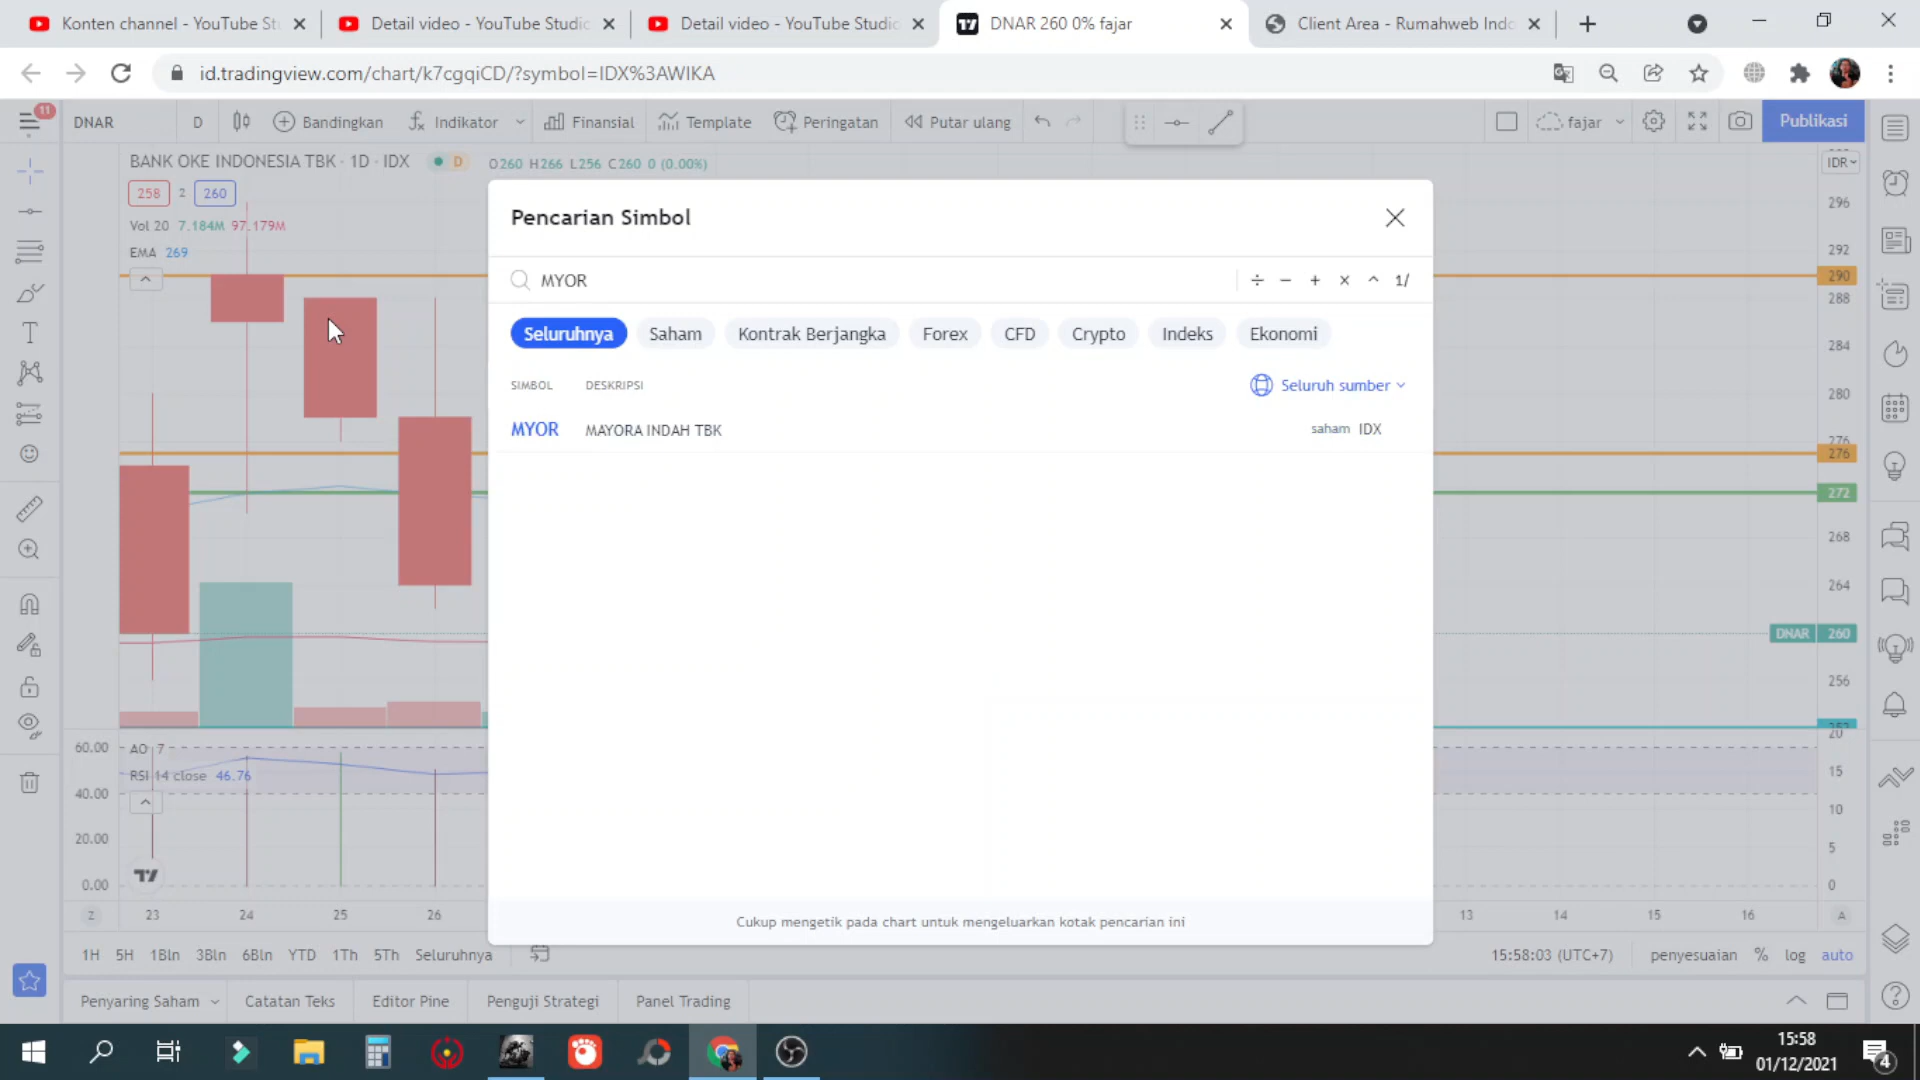 Konten channel - YouTube St
Detail video - YouTube Studio
Detail video - YouTube Studio
DNAR 260 0% fajar
Client Area - Rumahweb Indo
id.tradingview.com/chart/k7cgqiCD/?symbol=IDX%3AWIKA
11
DNAR
D
Bandingkan
Indikator
Finansial
Template
Peringatan
Putar ulang
fajar
Publikasi
BANK OKE INDONESIA TBK · 1D · IDX
D
O260 H266 L256 C260 0 (0.00%)
IDR
258 2 260
Vol 20 7.184M 97.179M
EMA 269
Pencarian Simbol
MYOR
÷ − + × ^ 1/
Seluruhnya
Saham
Kontrak Berjangka
Forex
CFD
Crypto
Indeks
Ekonomi
SIMBOL
DESKRIPSI
Seluruh sumber
MYOR
MAYORA INDAH TBK
saham IDX
Cukup mengetik pada chart untuk mengeluarkan kotak pencarian ini
296
292
290
288
284
280
276
276
272
268
264
DNAR 260
256
20
15
10
5
0
60.00
40.00
20.00
0.00
AO 7
RSI 14 close 46.76
Z
23
24
25
26
13
14
15
16
A
1H
5H
1Bln
3Bln
6Bln
YTD
1Th
5Th
Seluruhnya
15:58:03 (UTC+7)
penyesuaian
%
log
auto
Penyaring Saham
Catatan Teks
Editor Pine
Penguji Strategi
Panel Trading
15:58
01/12/2021
4